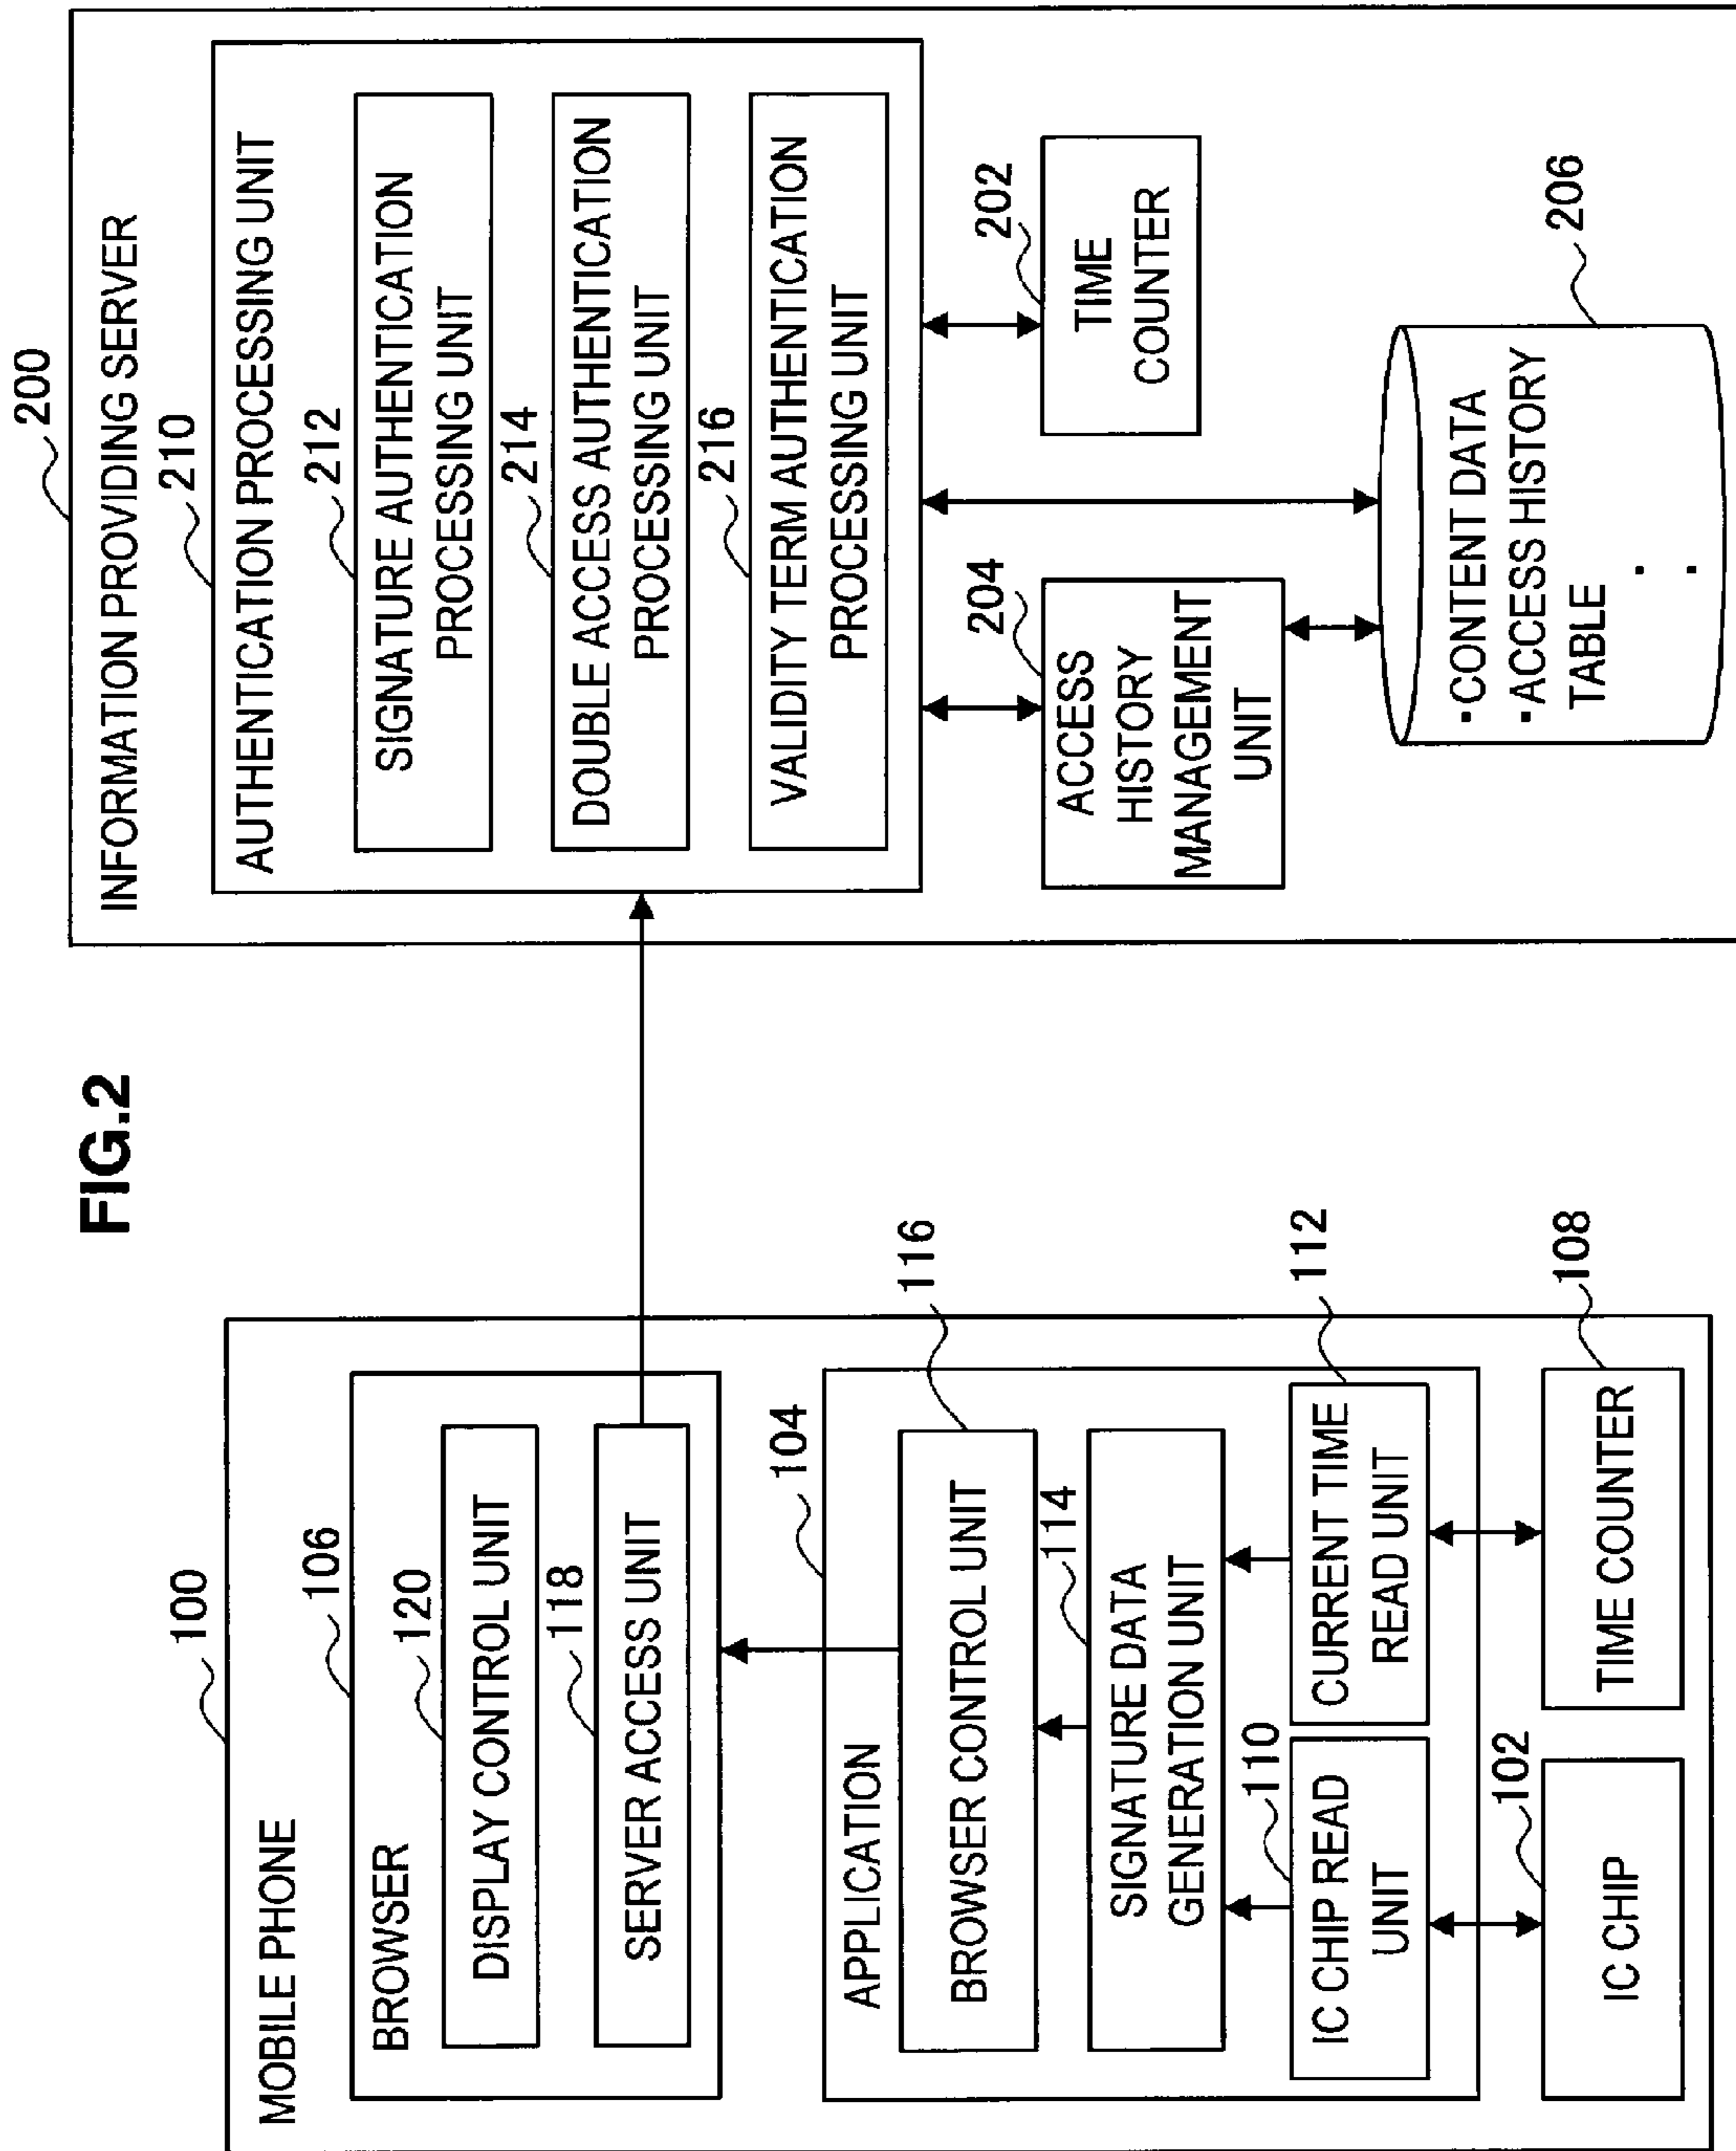 FIG.2
100
MOBILE PHONE
106
BROWSER
120
DISPLAY CONTROL UNIT
118
SERVER ACCESS UNIT
104
APPLICATION
116
BROWSER CONTROL UNIT
114
SIGNATURE DATA
GENERATION UNIT
110
IC CHIP READ
UNIT
112
CURRENT TIME
READ UNIT
102
IC CHIP
108
TIME COUNTER
200
INFORMATION PROVIDING SERVER
210
AUTHENTICATION PROCESSING UNIT
212
SIGNATURE AUTHENTICATION
PROCESSING UNIT
214
DOUBLE ACCESS AUTHENTICATION
PROCESSING UNIT
216
VALIDITY TERM AUTHENTICATION
PROCESSING UNIT
204
ACCESS
HISTORY
MANAGEMENT
UNIT
202
TIME
COUNTER
206
・CONTENT DATA
・ACCESS HISTORY
TABLE